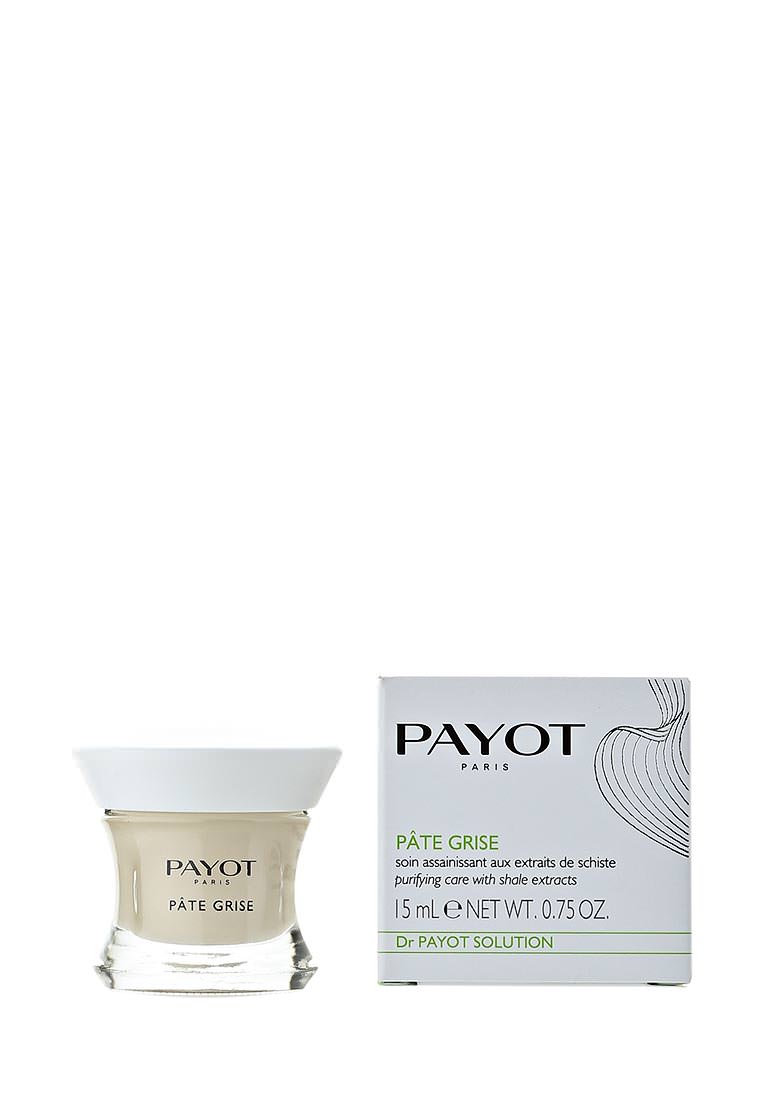 PAYOT
PARIS
PÂTE GRISE
PAYOT
PARIS
PÂTE GRISE
soin assainissant aux extraits de schiste
purifying care with shale extracts
15 mL ℮ NET WT. 0.75 OZ.
Dr PAYOT SOLUTION